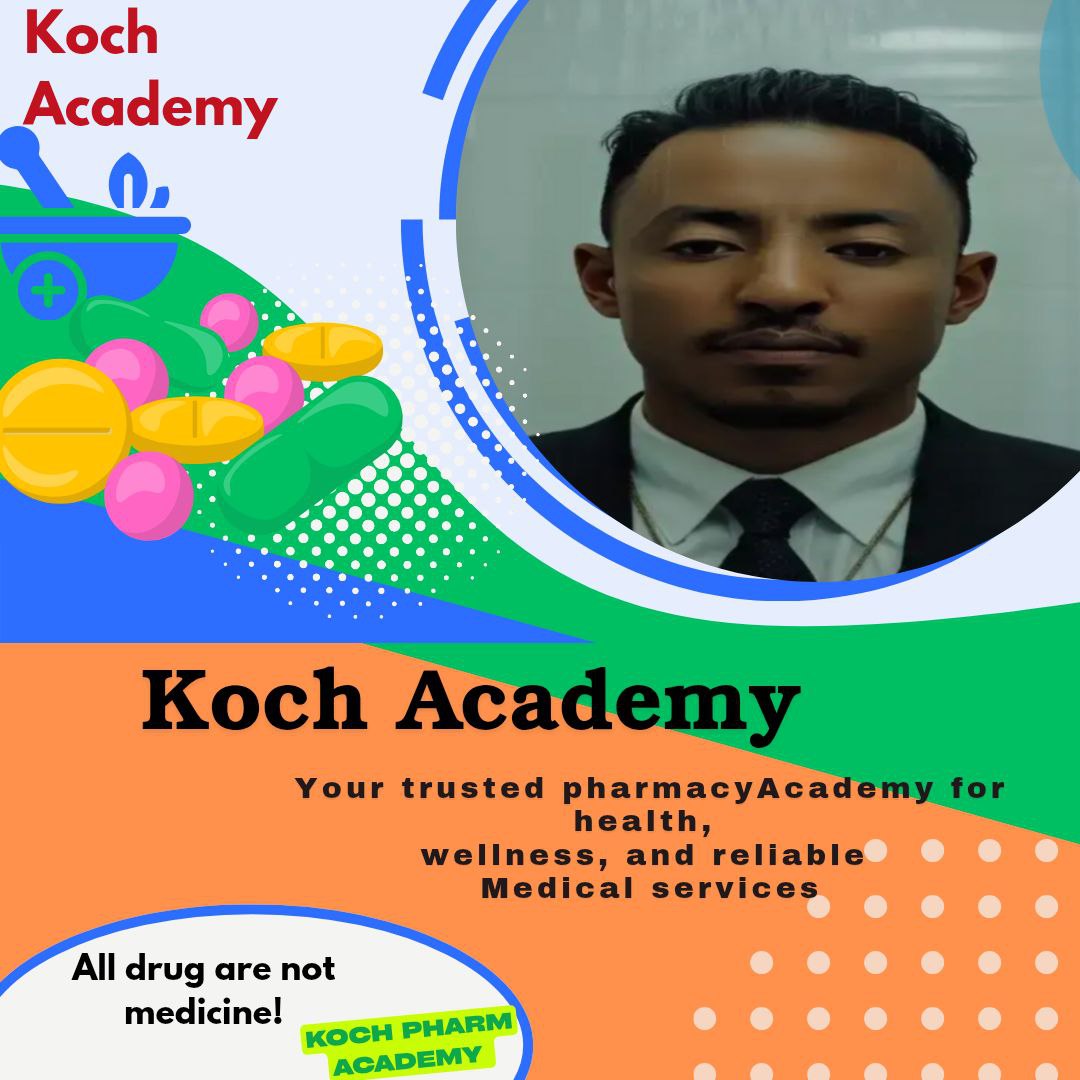 Koch
Academy
Koch Academy
Your trusted pharmacyAcademy for
health,
wellness, and reliable
Medical services
All drug are not
medicine!
KOCH PHARM
ACADEMY